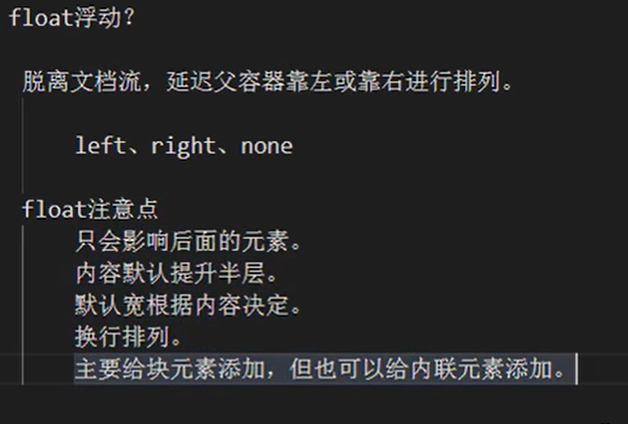 float浮动？
脱离文档流，延迟父容器靠左或靠右进行排列。
left、right、none
float注意点
只会影响后面的元素。
内容默认提升半层。
默认宽根据内容决定。
换行排列。
主要给块元素添加，但也可以给内联元素添加。